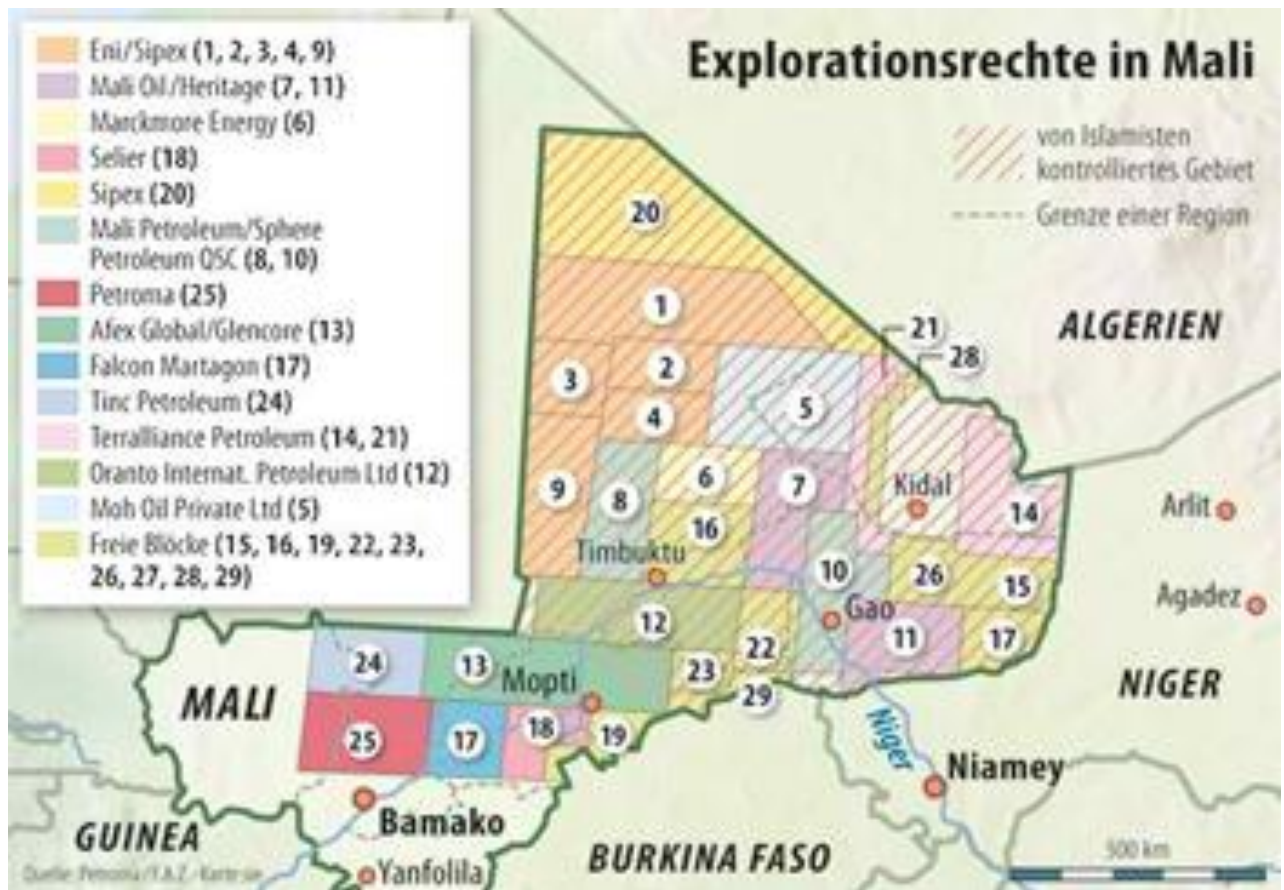 Eni/Sipex (1, 2, 3, 4, 9)
Mali Oil/Heritage (7, 11)
Marckmore Energy (6)
Selier (18)
Sipex (20)
Mali Petroleum/Sphere
Petroleum QSC (8, 10)
Petroma (25)
Afex Global/Glencore (13)
Falcon Martagon (17)
Tinc Petroleum (24)
Terralliance Petroleum (14, 21)
Oranto Internat. Petroleum Ltd (12)
Moh Oil Private Ltd (5)
Freie Blöcke (15, 16, 19, 22, 23,
26, 27, 28, 29)
Explorationsrechte in Mali
von Islamisten
kontrolliertes Gebiet
Grenze einer Region
20
1
ALGERIEN
21
28
2
3
5
4
6
7
9
8
Kidal
14
Arlit
16
Timbuktu
10
26
15
Agadez
Gao
12
11
17
22
24
13
23
Mopti
29
NIGER
MALI
25
17
18
19
Niger
Niamey
Bamako
GUINEA
BURKINA FASO
500 km
Yanfolila
Quelle: Petroma / F.A.Z.-Karte